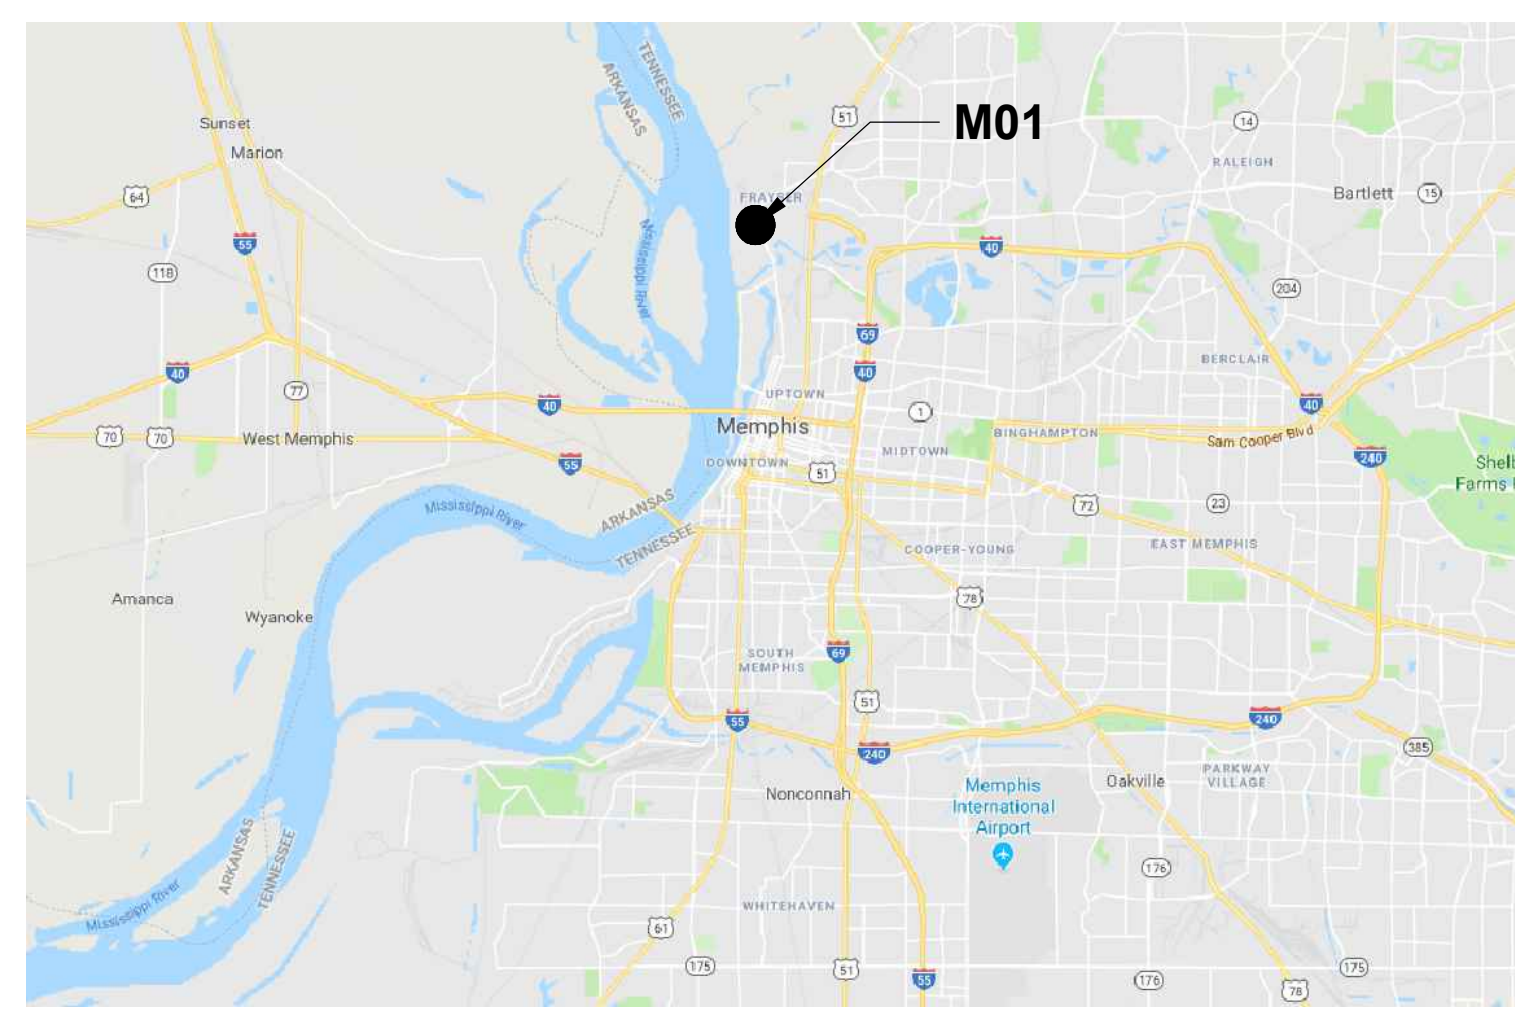 TENNESSEE
ARKANSAS
51
M01
14
Sunset
Marion
RALEIGH
64
FRAYSER
Bartlett
15
55
40
118
Mississippi River
204
69
BERCLAIR
40
40
77
UPTOWN
40
40
1
Memphis
70
70
West Memphis
BINGHAMPTON
Sam Cooper Blvd
MIDTOWN
DOWNTOWN
55
51
240
Shelb
Farms
ARKANSAS
Mississippi River
72
23
TENNESSEE
COOPER-YOUNG
EAST MEMPHIS
Amanca
Wyanoke
78
SOUTH
MEMPHIS
69
51
55
240
240
385
Nonconnah
Memphis
International
Airport
Oakville
PARKWAY
VILLAGE
ARKANSAS
TENNESSEE
176
Mississippi River
WHITEHAVEN
61
175
51
55
176
175
78